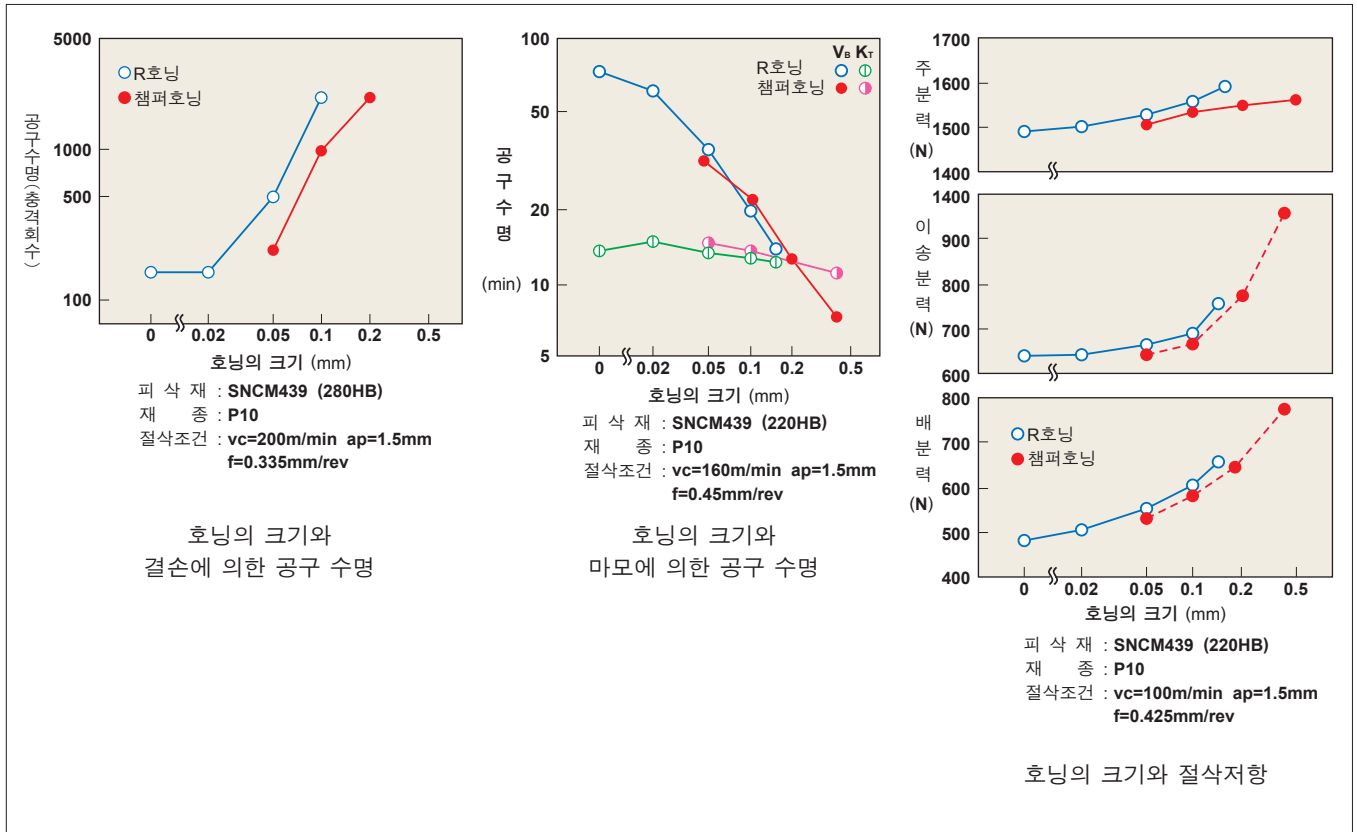 5000
1000
500
100
공구수명(충격회수)
R호닝
챔퍼호닝
0 0.02 0.05 0.1 0.2 0.5
호닝의 크기 (mm)
피 삭 재 : SNCM439 (280HB)
재 종 : P10
절삭조건 : vc=200m/min ap=1.5mm
f=0.335mm/rev
호닝의 크기와
결손에 의한 공구 수명
100
50
20
10
5
공구수명
(min)
VB KT
R호닝
챔퍼호닝
0 0.02 0.05 0.1 0.2 0.5
호닝의 크기 (mm)
피 삭 재 : SNCM439 (220HB)
재 종 : P10
절삭조건 : vc=160m/min ap=1.5mm
f=0.45mm/rev
호닝의 크기와
마모에 의한 공구 수명
주분력
(N)
1700
1600
1500
1400
이송분력
(N)
1400
900
800
700
600
배분력
(N)
800
700
600
500
400
R호닝
챔퍼호닝
0 0.02 0.05 0.1 0.2 0.5
호닝의 크기 (mm)
피 삭 재 : SNCM439 (220HB)
재 종 : P10
절삭조건 : vc=100m/min ap=1.5mm
f=0.425mm/rev
호닝의 크기와 절삭저항